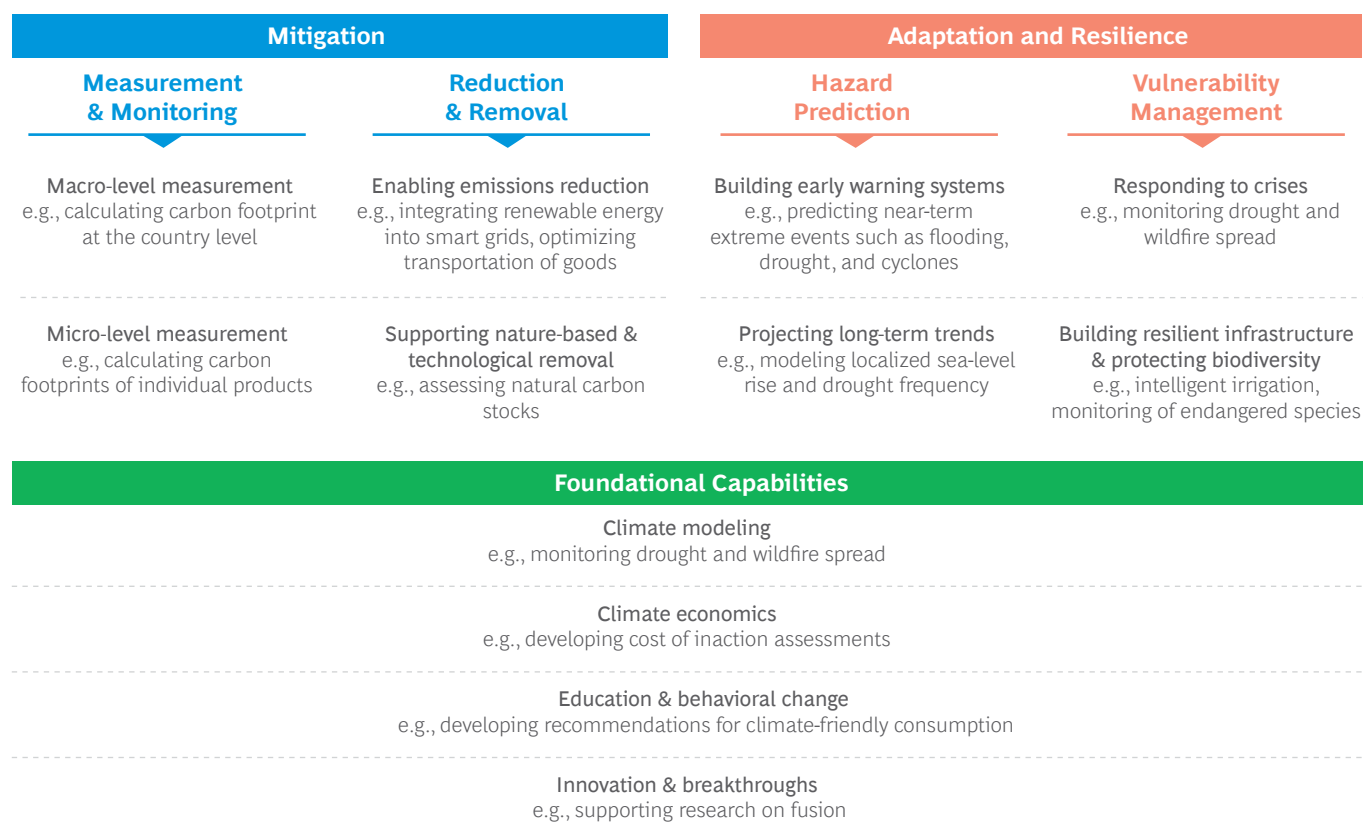 Mitigation
Measurement
& Monitoring
Macro-level measurement
e.g., calculating carbon footprint
at the country level
Micro-level measurement
e.g., calculating carbon
footprints of individual products
Reduction
& Removal
Enabling emissions reduction
e.g., integrating renewable energy
into smart grids, optimizing
transportation of goods
Supporting nature-based &
technological removal
e.g., assessing natural carbon
stocks
Adaptation and Resilience
Hazard
Prediction
Building early warning systems
e.g., predicting near-term
extreme events such as flooding,
drought, and cyclones
Projecting long-term trends
e.g., modeling localized sea-level
rise and drought frequency
Vulnerability
Management
Responding to crises
e.g., monitoring drought and
wildfire spread
Building resilient infrastructure
& protecting biodiversity
e.g., intelligent irrigation,
monitoring of endangered species
Foundational Capabilities
Climate modeling
e.g., monitoring drought and wildfire spread
Climate economics
e.g., developing cost of inaction assessments
Education & behavioral change
e.g., developing recommendations for climate-friendly consumption
Innovation & breakthroughs
e.g., supporting research on fusion